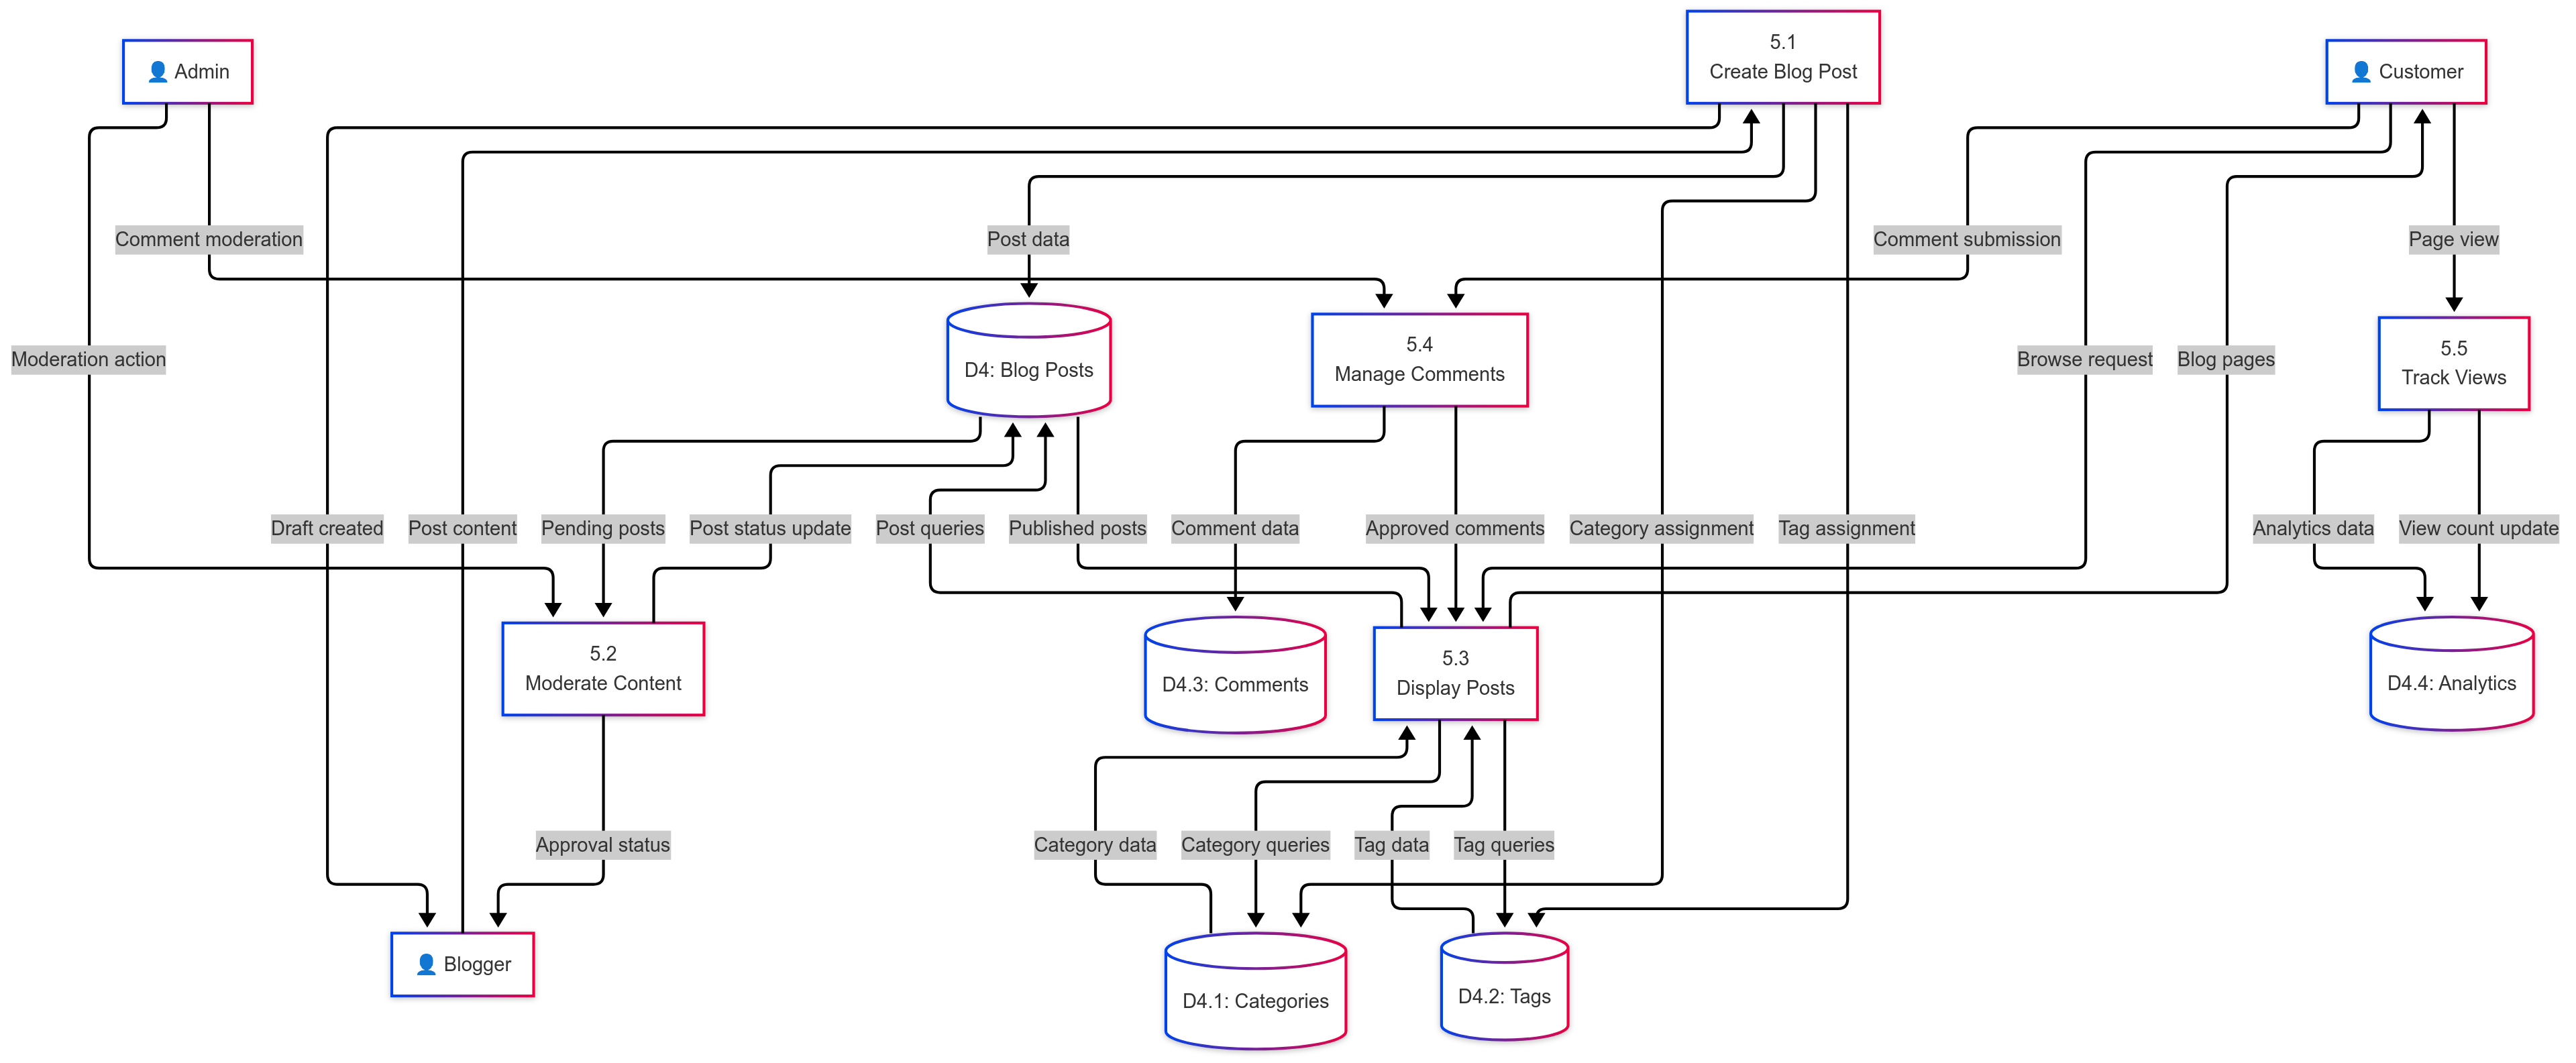 5.1
Create Blog Post
👤 Admin
👤 Customer
Comment moderation
Post data
Comment submission
Page view
Moderation action
D4: Blog Posts
5.4
Manage Comments
Browse request
Blog pages
5.5
Track Views
Draft created
Post content
Pending posts
Post status update
Post queries
Published posts
Comment data
Approved comments
Category assignment
Tag assignment
Analytics data
View count update
5.2
Moderate Content
D4.3: Comments
5.3
Display Posts
D4.4: Analytics
Approval status
Category data
Category queries
Tag data
Tag queries
👤 Blogger
D4.1: Categories
D4.2: Tags